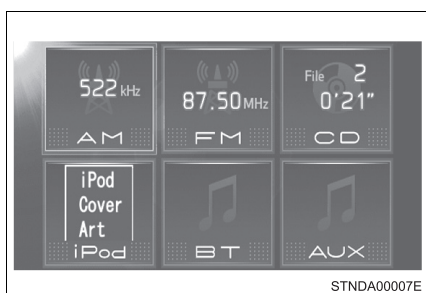 522 kHz
AM
87.50 MHz
FM
File 2
0'21"
CD
iPod
Cover
Art
iPod
BT
AUX
STNDA00007E